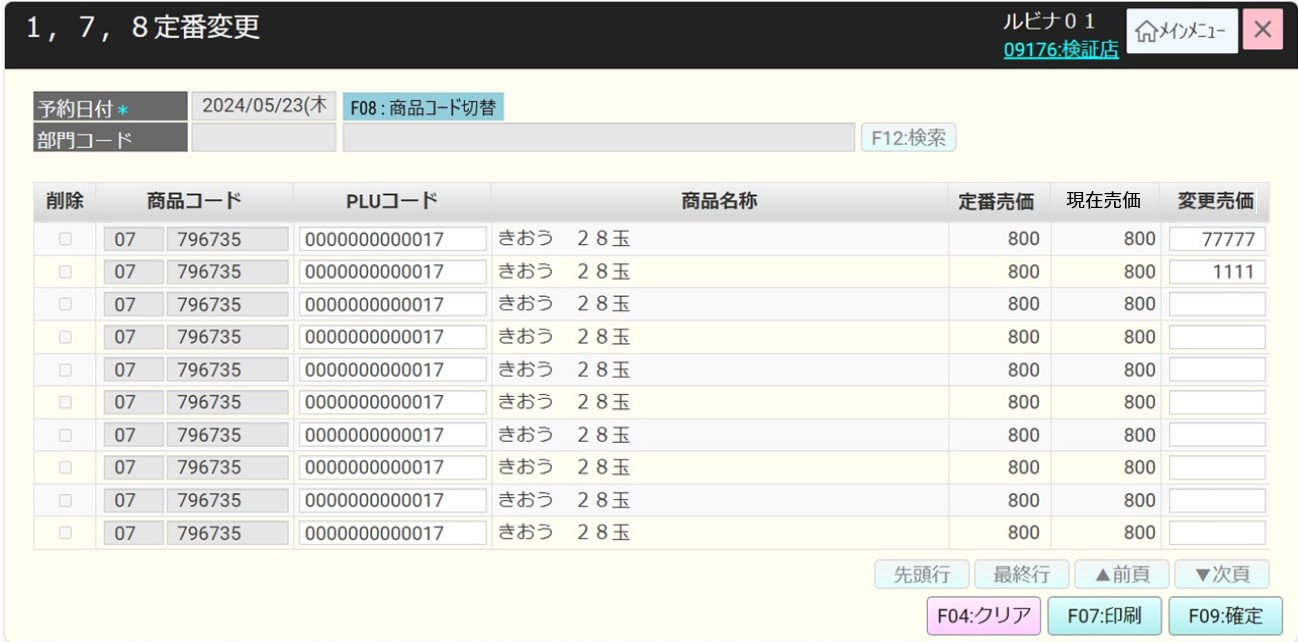 1，7，8定番変更
ルビナ０１
09176:検証店
ﾒｲﾝﾒﾆｭｰ
×
予約日付* 2024/05/23(木 F08 : 商品ｺｰﾄﾞ切替
部門コード F12:検索
削除 商品コード PLUコード 商品名称 定番売価 現在売価 変更売価
07 796735 0000000000017 きおう　２８玉 800 800 77777
07 796735 0000000000017 きおう　２８玉 800 800 1111
07 796735 0000000000017 きおう　２８玉 800 800
07 796735 0000000000017 きおう　２８玉 800 800
07 796735 0000000000017 きおう　２８玉 800 800
07 796735 0000000000017 きおう　２８玉 800 800
07 796735 0000000000017 きおう　２８玉 800 800
07 796735 0000000000017 きおう　２８玉 800 800
07 796735 0000000000017 きおう　２８玉 800 800
07 796735 0000000000017 きおう　２８玉 800 800
先頭行 最終行 ▲前頁 ▼次頁
F04:クリア F07:印刷 F09:確定